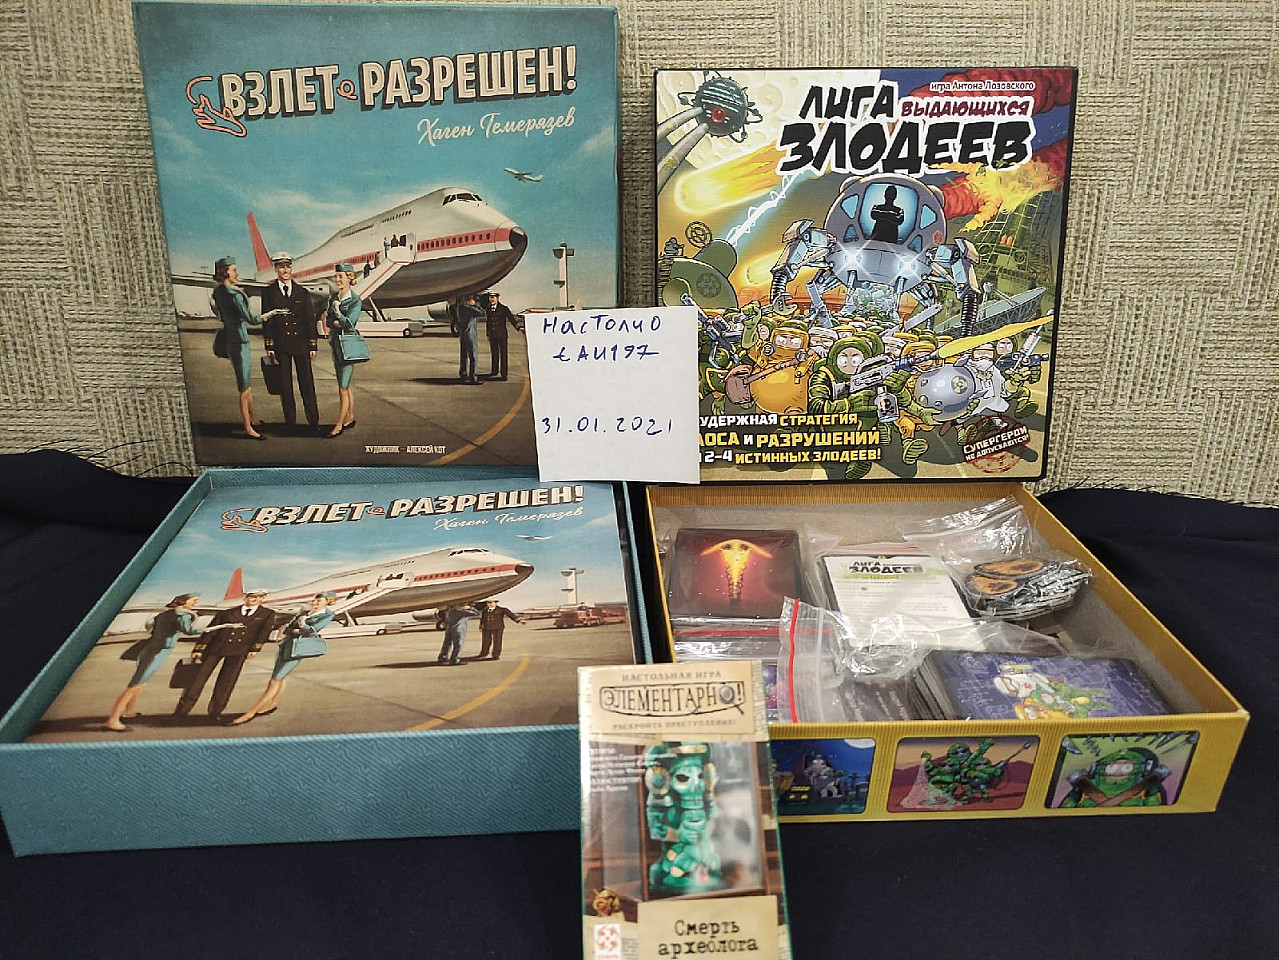 ВЗЛЕТ РАЗРЕШЕН!
Хаген Темерязев
ХУДОЖНИК - АЛЕКСЕЙ КОТ
игра Антона Лозовского
ЛИГА
ВЫДАЮЩИХСЯ
ЗЛОДЕЕВ
УДЕРЖНАЯ СТРАТЕГИЯ
АОСА И РАЗРУШЕНИЙ
2-4 ИСТИННЫХ ЗЛОДЕЕВ!
СУПЕРГЕРОИ
НЕ ДОПУСКАЮТСЯ!
НАСТОЛИО
31.01.2021
ВЗЛЕТ РАЗРЕШЕН!
Хаген Темерязев
ЛИГА
ЗЛОДЕЕВ
НАСТОЛЬНАЯ ИГРА
ЭЛЕМЕНТАРНО!
РАСКРОЙТЕ ПРЕСТУПЛЕНИЕ!
Смерть
археолога